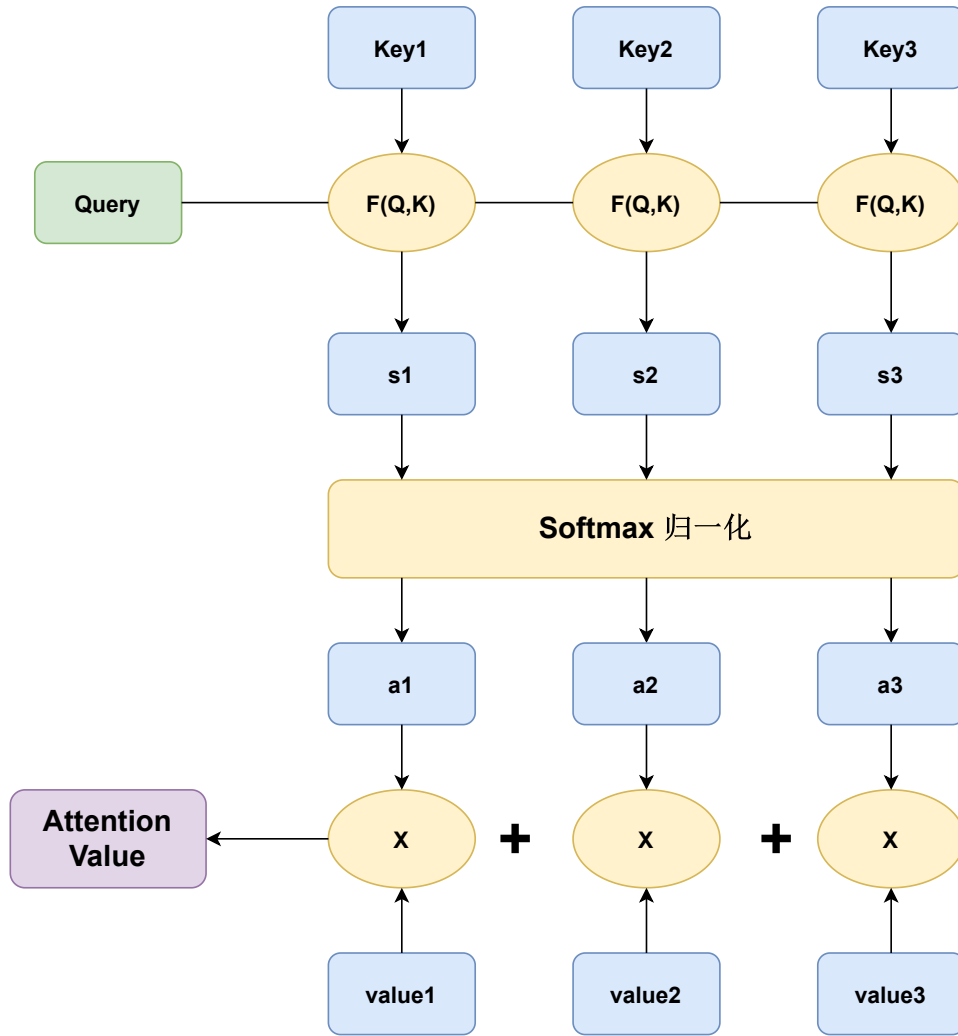 Key1
Key2
Key3
Query
F(Q,K)
F(Q,K)
F(Q,K)
s1
s2
s3
Softmax 归一化
a1
a2
a3
Attention
Value
X
+
X
+
X
value1
value2
value3